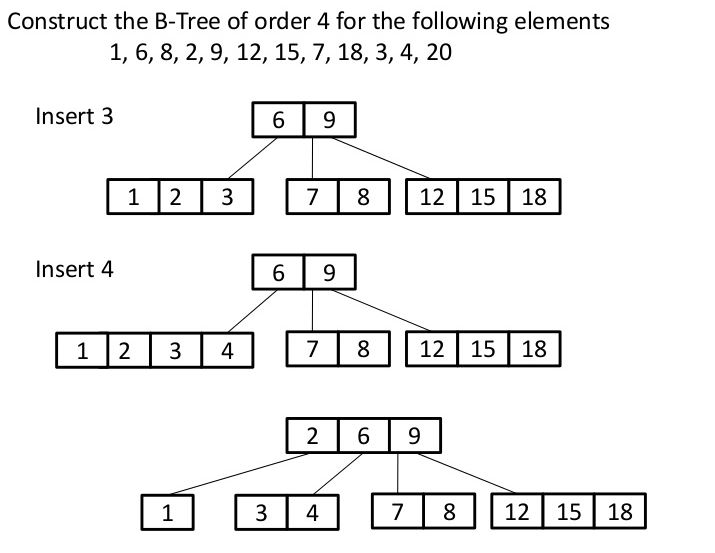 Construct the B-Tree of order 4 for the following elements
1, 6, 8, 2, 9, 12, 15, 7, 18, 3, 4, 20
Insert 3
6 9
1 2 3 7 8 12 15 18
Insert 4
6 9
1 2 3 4 7 8 12 15 18
2 6 9
1 3 4 7 8 12 15 18